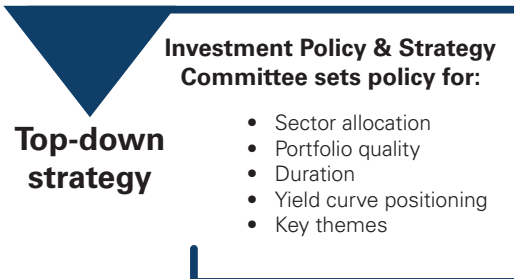 Investment Policy & Strategy
Committee sets policy for:
Top-down
strategy
• Sector allocation
• Portfolio quality
• Duration
• Yield curve positioning
• Key themes